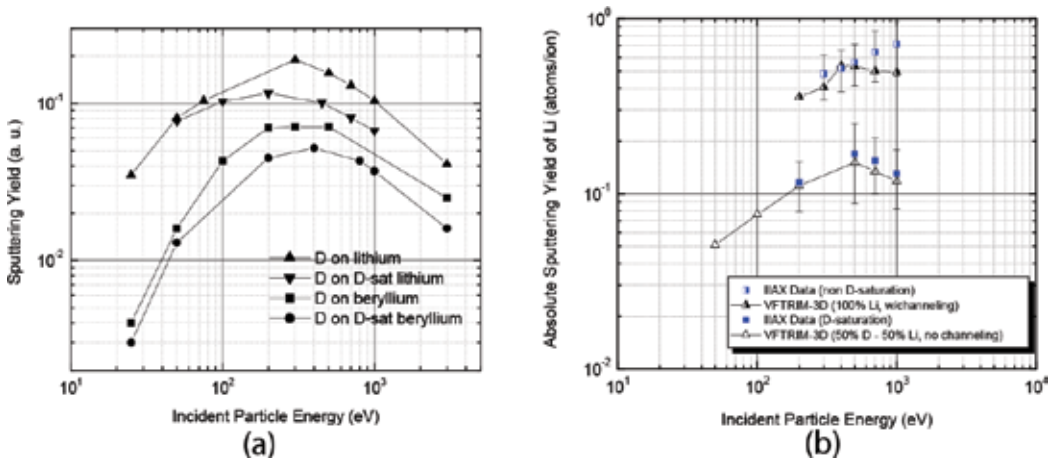 Sputtering Yield (a. u.)
10^-1
10^-2
D on lithium
D on D-sat lithium
D on beryllium
D on D-sat beryllium
10^1 10^2 10^3
Incident Particle Energy (eV)
(a)
Absolute Sputtering Yield of Li (atoms/ion)
10^0
10^-1
10^-2
IIAX Data (non D-saturation)
VFTRIM-3D (100% Li, w/channeling)
IIAX Data (D-saturation)
VFTRIM-3D (50% D - 50% Li, no channeling)
10^1 10^2 10^3 10^4
Incident Particle Energy (eV)
(b)